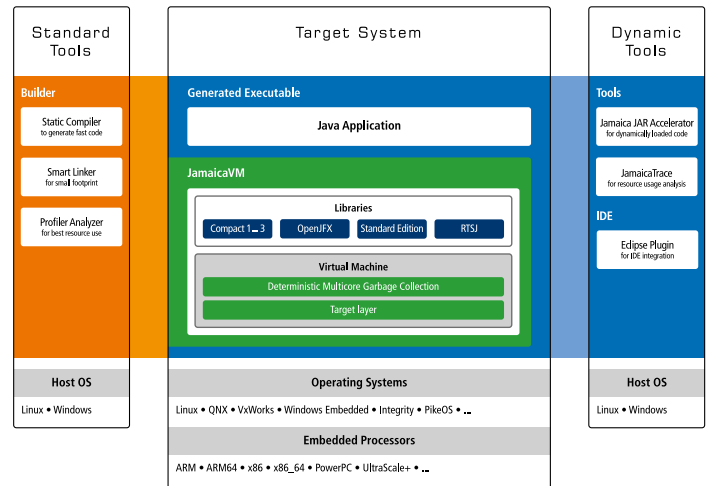 Standard
Tools
Builder
Static Compiler
to generate fast code
Smart Linker
for small footprint
Profiler Analyzer
for best resource use
Host OS
Linux • Windows
Target System
Generated Executable
Java Application
JamaicaVM
Libraries
Compact 1 ... 3
OpenJFX
Standard Edition
RTSJ
Virtual Machine
Deterministic Multicore Garbage Collection
Target layer
Operating Systems
Linux • QNX • VxWorks • Windows Embedded • Integrity • PikeOS • ...
Embedded Processors
ARM • ARM64 • x86 • x86_64 • PowerPC • UltraScale+ • ...
Dynamic
Tools
Tools
Jamaica JAR Accelerator
for dynamically loaded code
JamaicaTrace
for resource usage analysis
IDE
Eclipse Plugin
for IDE integration
Host OS
Linux • Windows